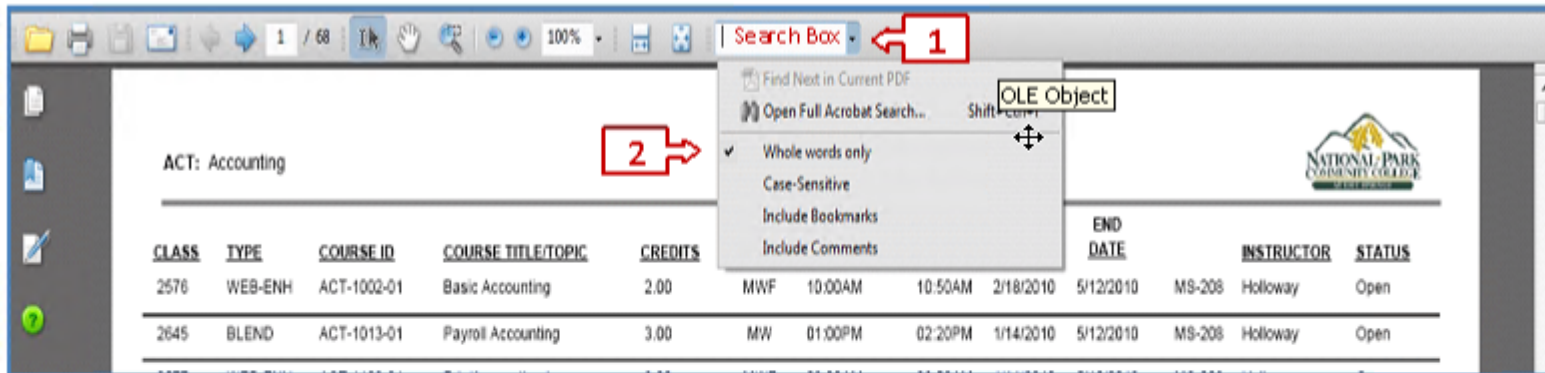 1 / 68 100% Search Box 1
Find Next in Current PDF
OLE Object
Open Full Acrobat Search...
2 Whole words only
Case-Sensitive
Include Bookmarks
Include Comments
ACT: Accounting
NATIONAL PARK
COMMUNITY COLLEGE
CLASS TYPE COURSE ID COURSE TITLE/TOPIC CREDITS END DATE INSTRUCTOR STATUS
2576 WEB-ENH ACT-1002-01 Basic Accounting 2.00 MWF 10:00AM 10:50AM 2/18/2010 5/12/2010 MS-208 Holloway Open
2645 BLEND ACT-1013-01 Payroll Accounting 3.00 MW 01:00PM 02:20PM 1/14/2010 5/12/2010 MS-208 Holloway Open